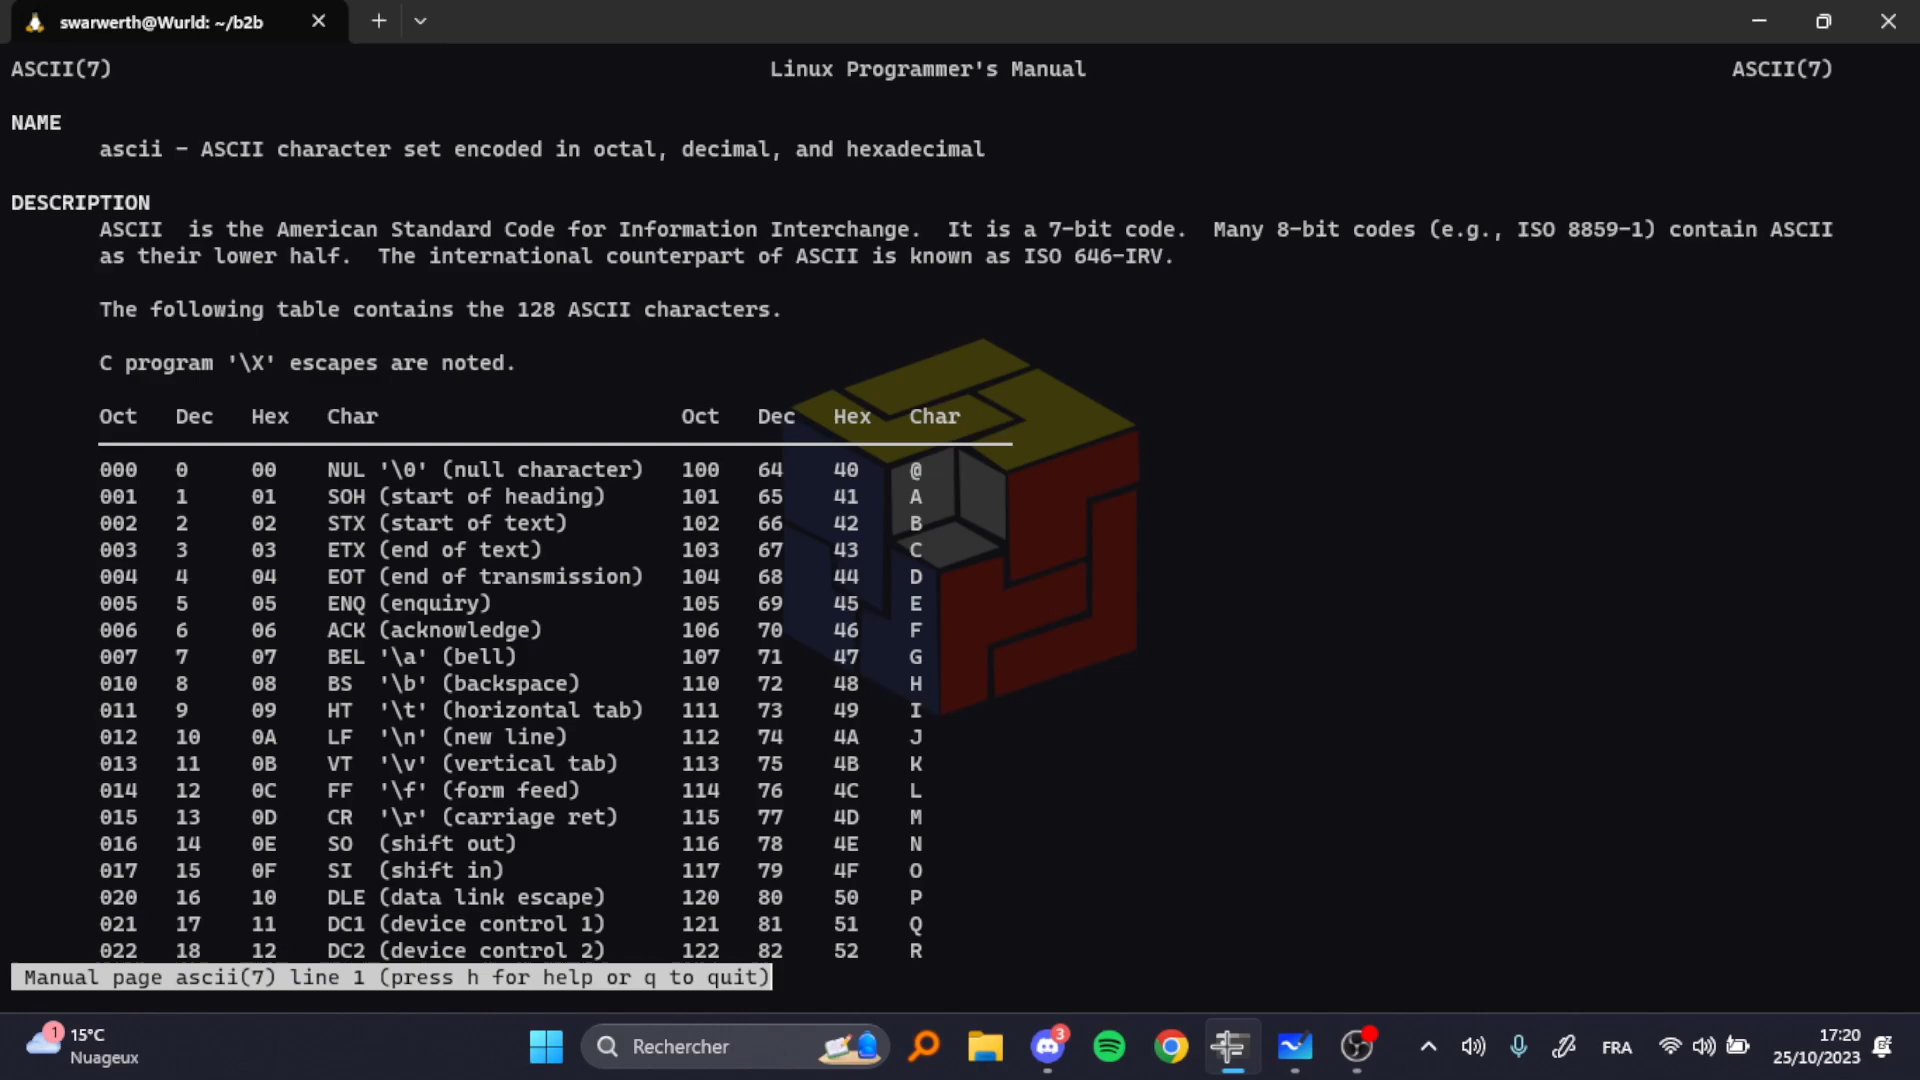 swarwerth@Wurld: ~/b2b
ASCII(7) Linux Programmer's Manual ASCII(7)
NAME
ascii - ASCII character set encoded in octal, decimal, and hexadecimal
DESCRIPTION
ASCII is the American Standard Code for Information Interchange. It is a 7-bit code. Many 8-bit codes (e.g., ISO 8859-1) contain ASCII
as their lower half. The international counterpart of ASCII is known as ISO 646-IRV.
The following table contains the 128 ASCII characters.
C program '\X' escapes are noted.
Oct Dec Hex Char Oct Dec Hex Char
000 0 00 NUL '\0' (null character) 100 64 40 @
001 1 01 SOH (start of heading) 101 65 41 A
002 2 02 STX (start of text) 102 66 42 B
003 3 03 ETX (end of text) 103 67 43 C
004 4 04 EOT (end of transmission) 104 68 44 D
005 5 05 ENQ (enquiry) 105 69 45 E
006 6 06 ACK (acknowledge) 106 70 46 F
007 7 07 BEL '\a' (bell) 107 71 47 G
010 8 08 BS '\b' (backspace) 110 72 48 H
011 9 09 HT '\t' (horizontal tab) 111 73 49 I
012 10 0A LF '\n' (new line) 112 74 4A J
013 11 0B VT '\v' (vertical tab) 113 75 4B K
014 12 0C FF '\f' (form feed) 114 76 4C L
015 13 0D CR '\r' (carriage ret) 115 77 4D M
016 14 0E SO (shift out) 116 78 4E N
017 15 0F SI (shift in) 117 79 4F O
020 16 10 DLE (data link escape) 120 80 50 P
021 17 11 DC1 (device control 1) 121 81 51 Q
022 18 12 DC2 (device control 2) 122 82 52 R
Manual page ascii(7) line 1 (press h for help or q to quit)
1 15°C
Nuageux
Rechercher
3
FRA
17:20
25/10/2023